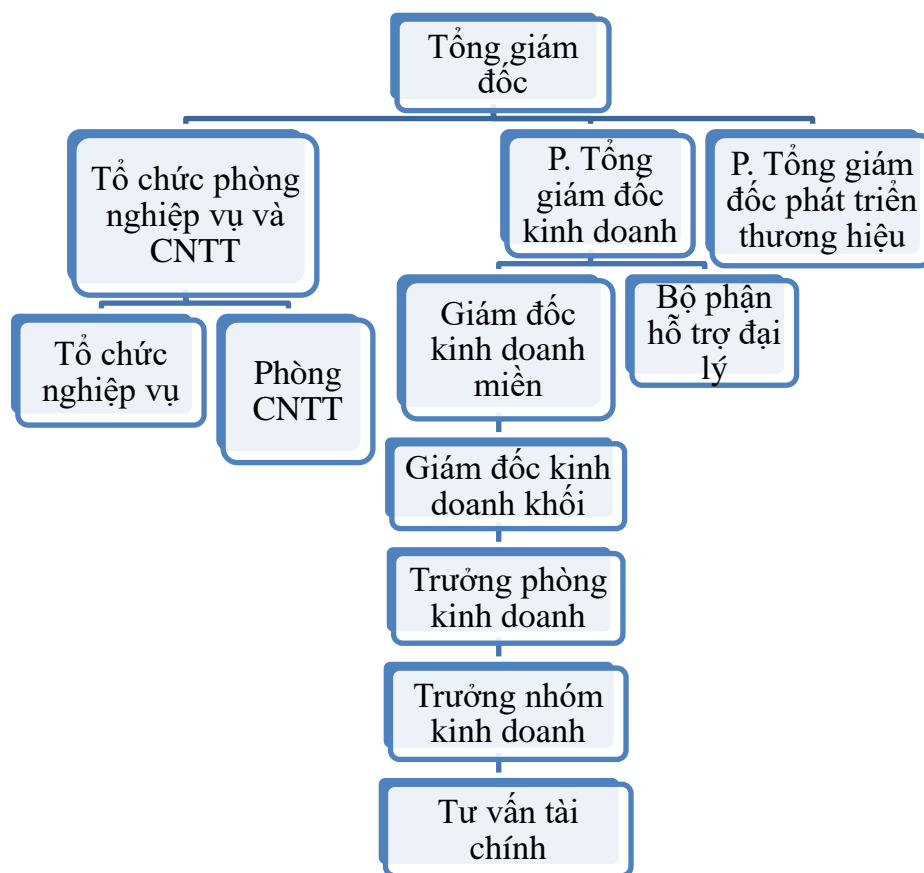 Tổng giám
đốc
Tổ chức phòng
nghiệp vụ và
CNTT
P. Tổng
giám đốc
kinh doanh
P. Tổng giám
đốc phát triển
thương hiệu
Tổ chức
nghiệp vụ
Phòng
CNTT
Giám đốc
kinh doanh
miền
Bộ phận
hỗ trợ đại
lý
Giám đốc kinh
doanh khối
Trưởng phòng
kinh doanh
Trưởng nhóm
kinh doanh
Tư vấn tài
chính